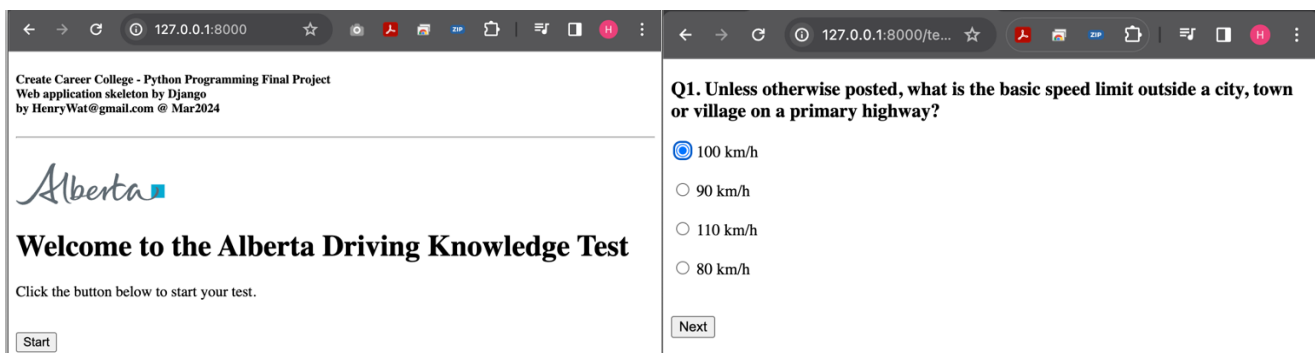 127.0.0.1:8000
ZIP
H
Create Career College - Python Programming Final Project
Web application skeleton by Django
by HenryWat@gmail.com @ Mar2024
Alberta
Welcome to the Alberta Driving Knowledge Test
Click the button below to start your test.
Start
127.0.0.1:8000/te...
ZIP
H
Q1. Unless otherwise posted, what is the basic speed limit outside a city, town
or village on a primary highway?
100 km/h
90 km/h
110 km/h
80 km/h
Next